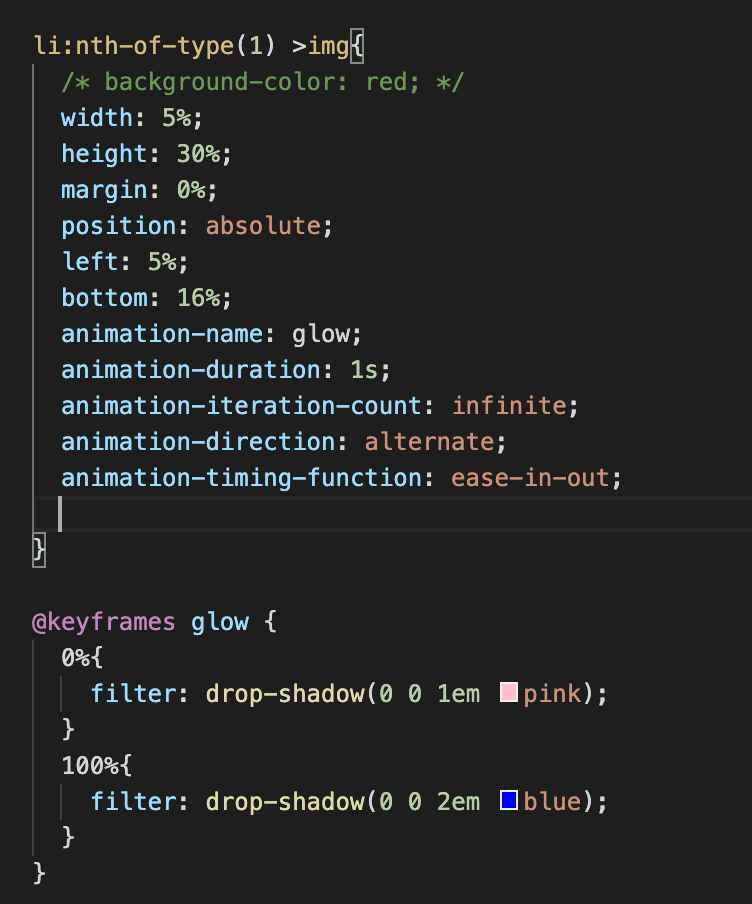 li:nth-of-type(1) >img{
/* background-color: red; */
width: 5%;
height: 30%;
margin: 0%;
position: absolute;
left: 5%;
bottom: 16%;
animation-name: glow;
animation-duration: 1s;
animation-iteration-count: infinite;
animation-direction: alternate;
animation-timing-function: ease-in-out;
}
@keyframes glow {
0%{
filter: drop-shadow(0 0 1em pink);
}
100%{
filter: drop-shadow(0 0 2em blue);
}
}